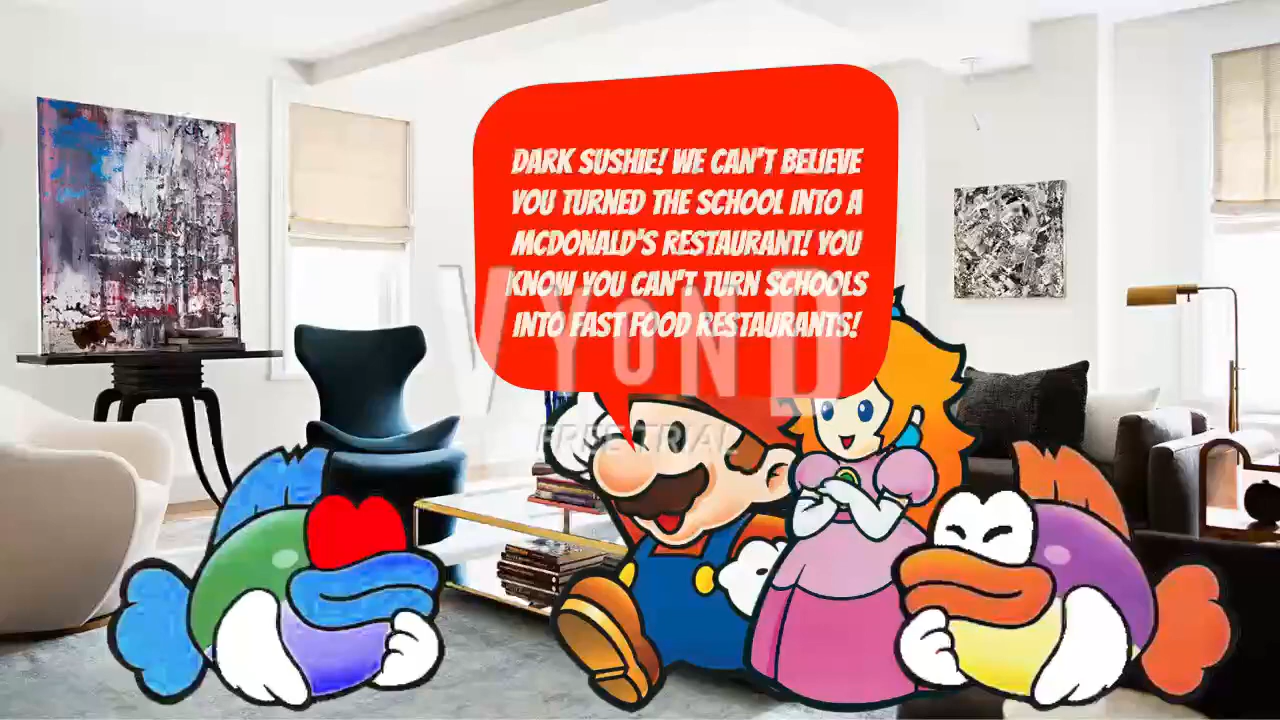 DARK SUSHIE! WE CAN'T BELIEVE
YOU TURNED THE SCHOOL INTO A
MCDONALD'S RESTAURANT! YOU
KNOW YOU CAN'T TURN SCHOOLS
INTO FAST FOOD RESTAURANTS!
VYOND
FREE TRIAL